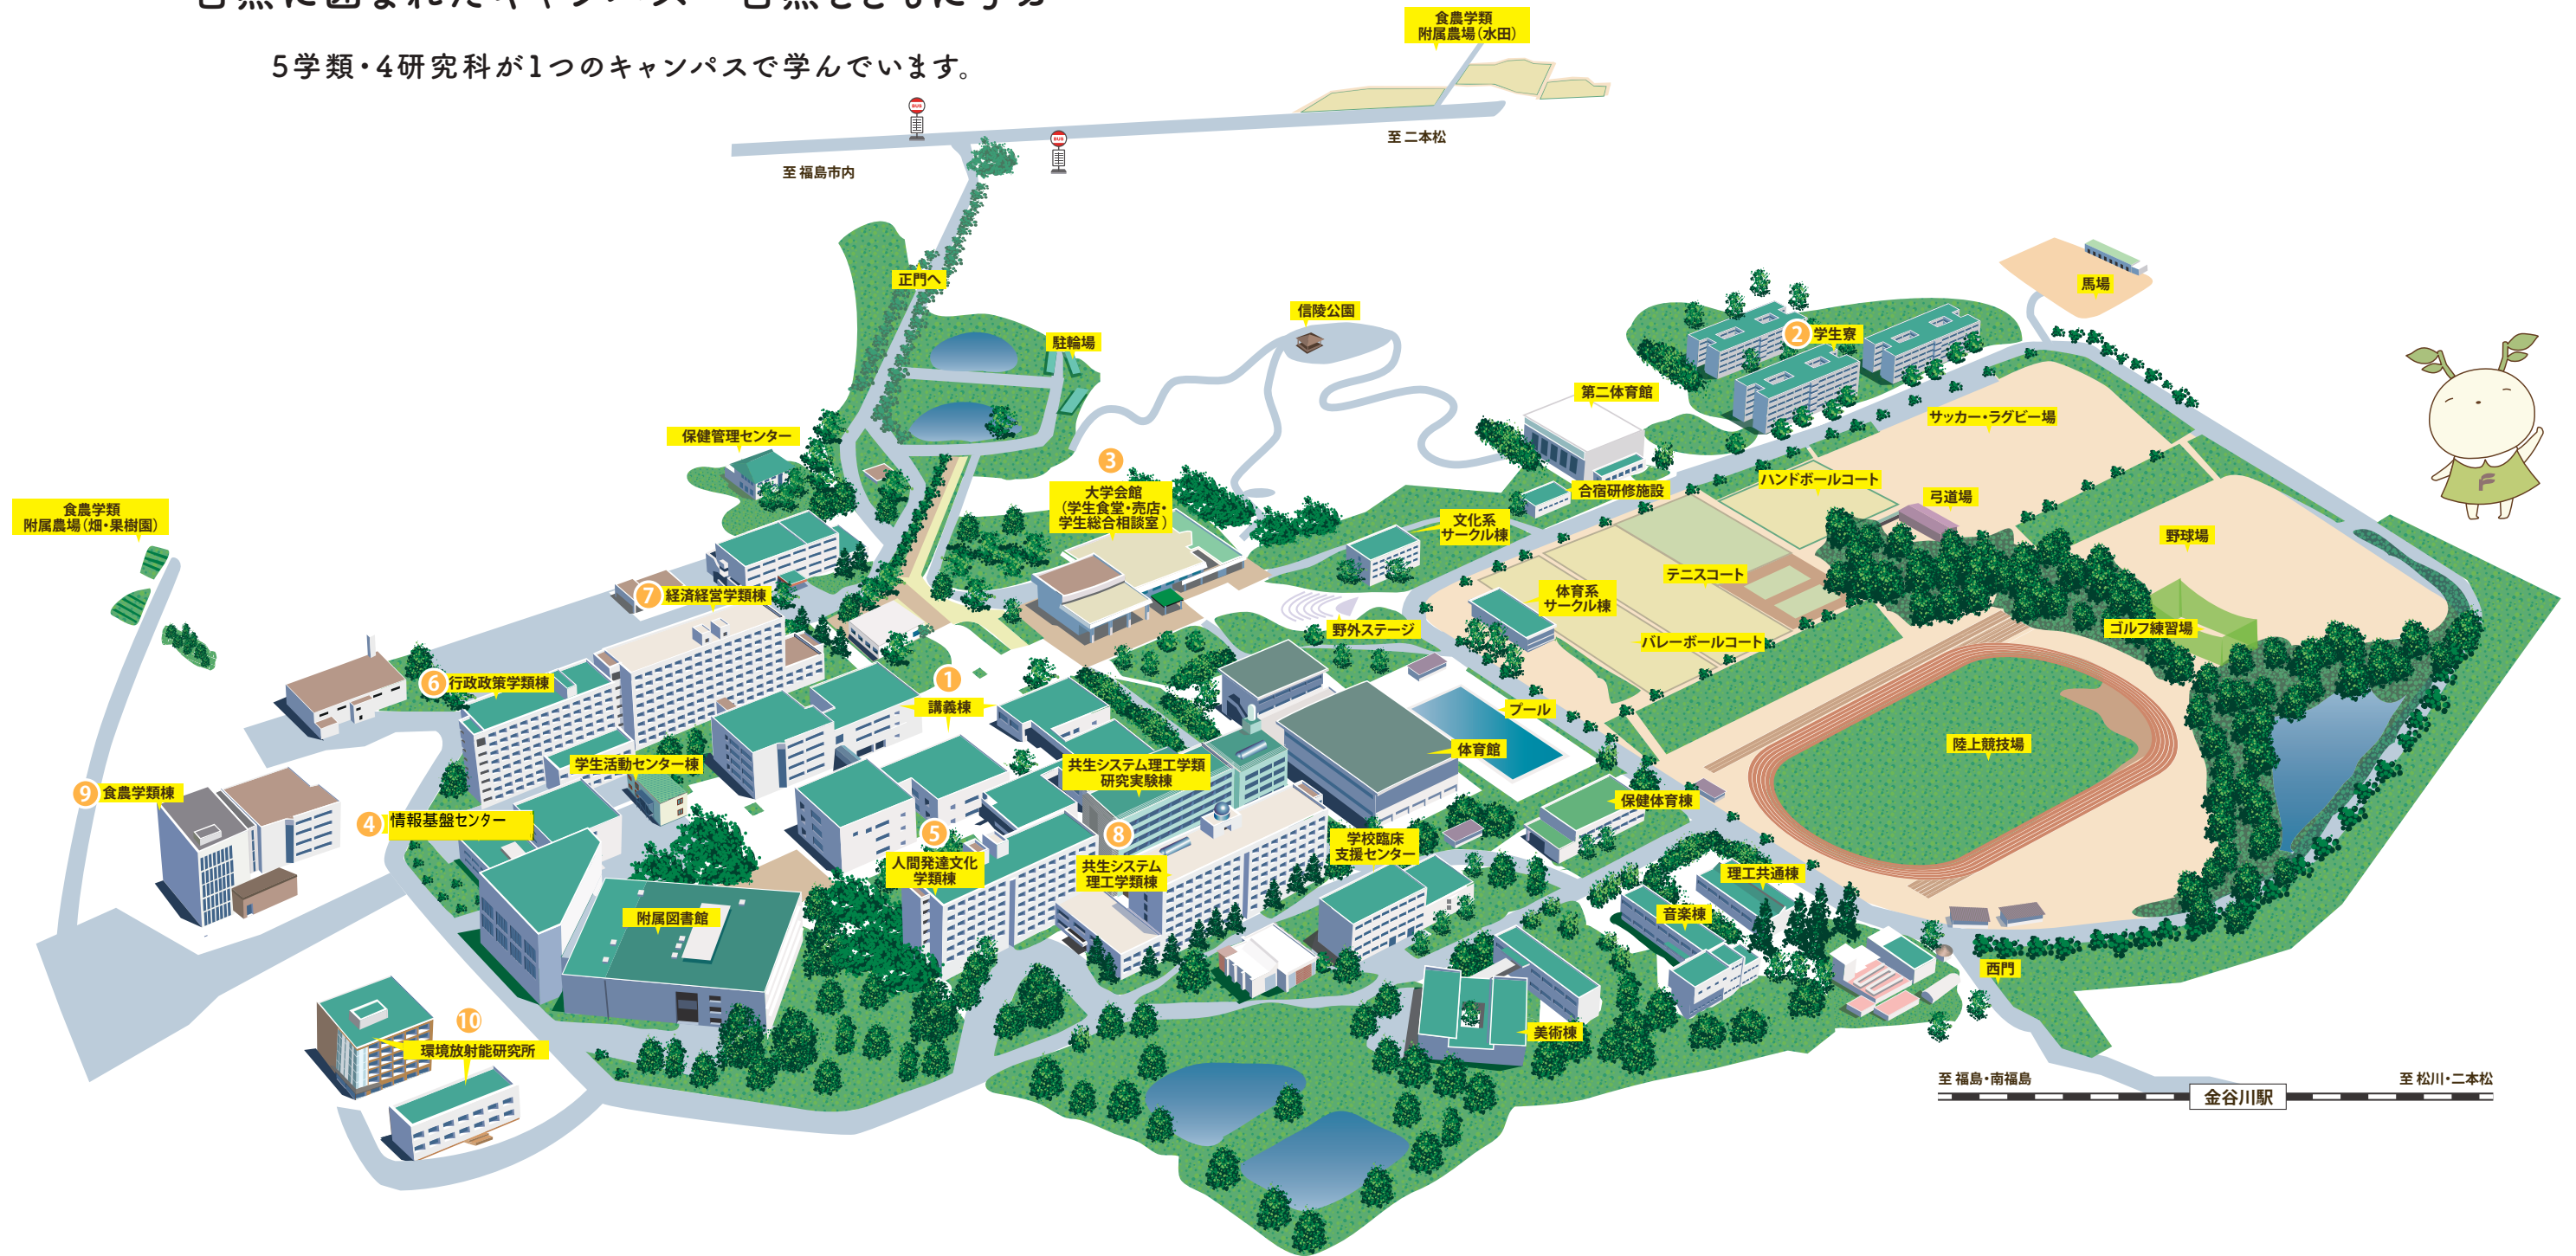 5学類・4研究科が1つのキャンパスで学んでいます。
食農学類
附属農場(水田)
BUS
BUS
至 二本松
至 福島市内
正門へ
馬場
信陵公園
駐輪場
2 学生寮
第二体育館
サッカー・ラグビー場
保健管理センター
3
大学会館
(学生食堂・売店・
学生総合相談室)
ハンドボールコート
合宿研修施設
弓道場
食農学類
附属農場(畑・果樹園)
文化系
サークル棟
野球場
テニスコート
7 経済経営学類棟
体育系
サークル棟
野外ステージ
ゴルフ練習場
バレーボールコート
6 行政政策学類棟
1
講義棟
プール
体育館
陸上競技場
学生活動センター棟
共生システム理工学類
研究実験棟
9 食農学類棟
保健体育棟
4 情報基盤センター
5
人間発達文化
学類棟
8
共生システム
理工学類棟
学校臨床
支援センター
理工共通棟
附属図書館
音楽棟
西門
10
環境放射能研究所
美術棟
至 福島・南福島
至 松川・二本松
金谷川駅
F